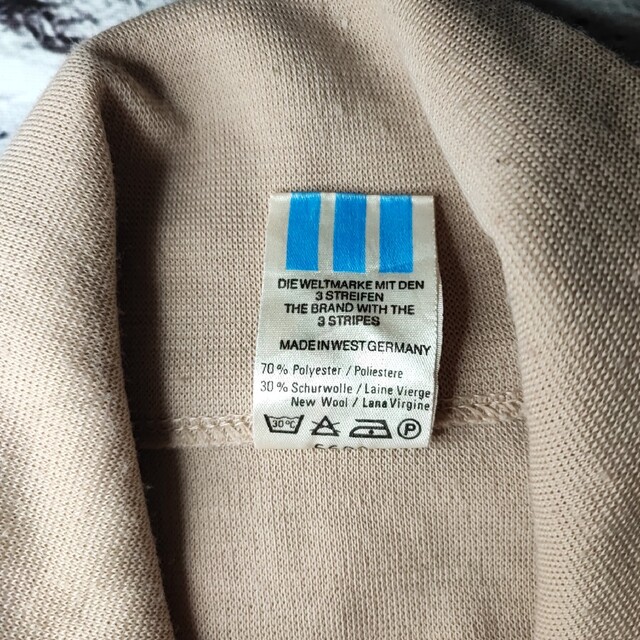 DIE WELTMARKE MIT DEN
3 STREIFEN
THE BRAND WITH THE
3 STRIPES
MADE IN WEST GERMANY
70% Polyester / Poliestere
30% Schurwolle / Laine Vierge
New Wool / Lana Virgine
30°C P